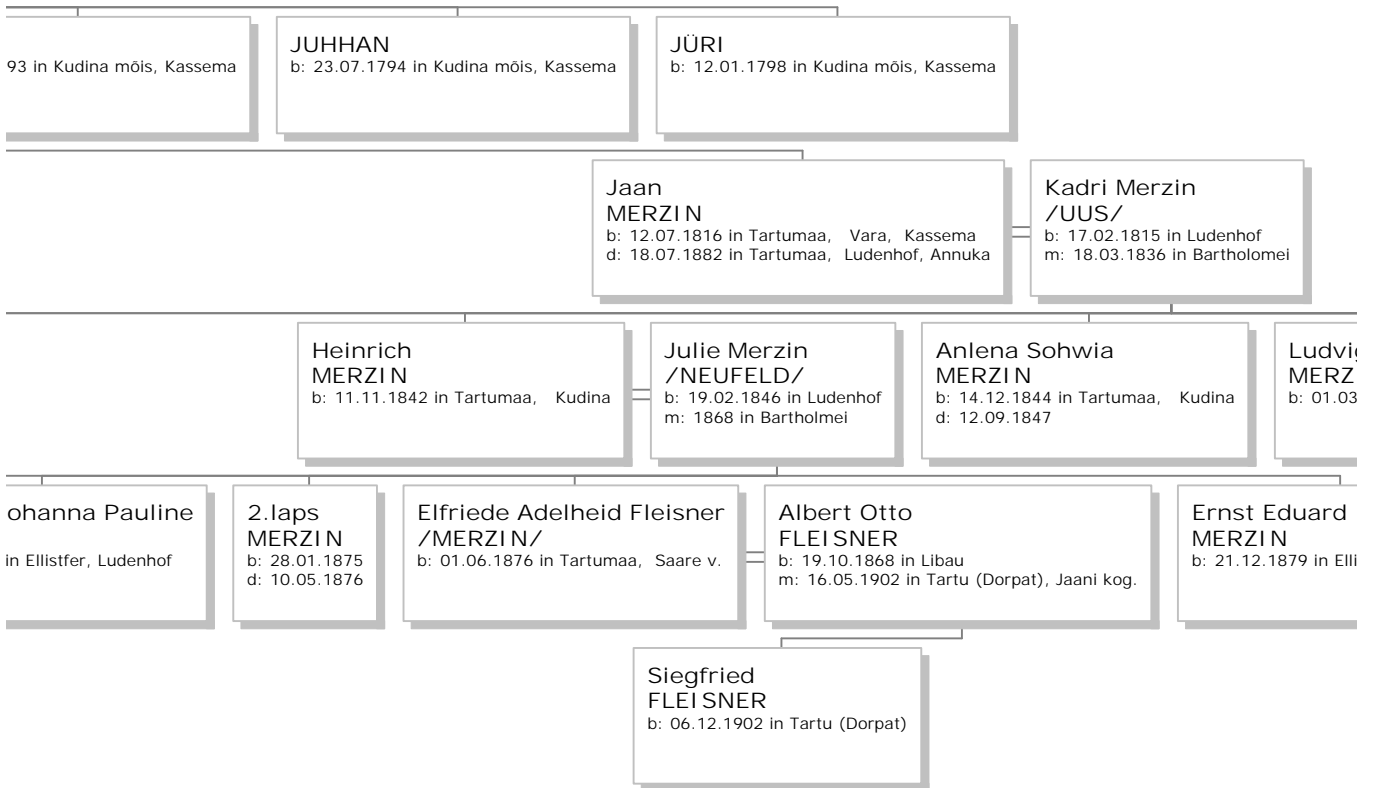 93 in Kudina mõis, Kassema
JUHHAN
b: 23.07.1794 in Kudina mõis, Kassema
JÜRI
b: 12.01.1798 in Kudina mõis, Kassema
Jaan
MERZIN
b: 12.07.1816 in Tartumaa, Vara, Kassema
d: 18.07.1882 in Tartumaa, Ludenhof, Annuka
Kadri Merzin
/UUS/
b: 17.02.1815 in Ludenhof
m: 18.03.1836 in Bartholomei
Heinrich
MERZIN
b: 11.11.1842 in Tartumaa, Kudina
Julie Merzin
/NEUFELD/
b: 19.02.1846 in Ludenhof
m: 1868 in Bartholmei
Anlena Sohwia
MERZIN
b: 14.12.1844 in Tartumaa, Kudina
d: 12.09.1847
Ludvig
MERZ
b: 01.03
ohanna Pauline
in Ellistfer, Ludenhof
2.laps
MERZIN
b: 28.01.1875
d: 10.05.1876
Elfriede Adelheid Fleisner
/MERZIN/
b: 01.06.1876 in Tartumaa, Saare v.
Albert Otto
FLEISNER
b: 19.10.1868 in Libau
m: 16.05.1902 in Tartu (Dorpat), Jaani kog.
Ernst Eduard
MERZIN
b: 21.12.1879 in Elli
Siegfried
FLEISNER
b: 06.12.1902 in Tartu (Dorpat)